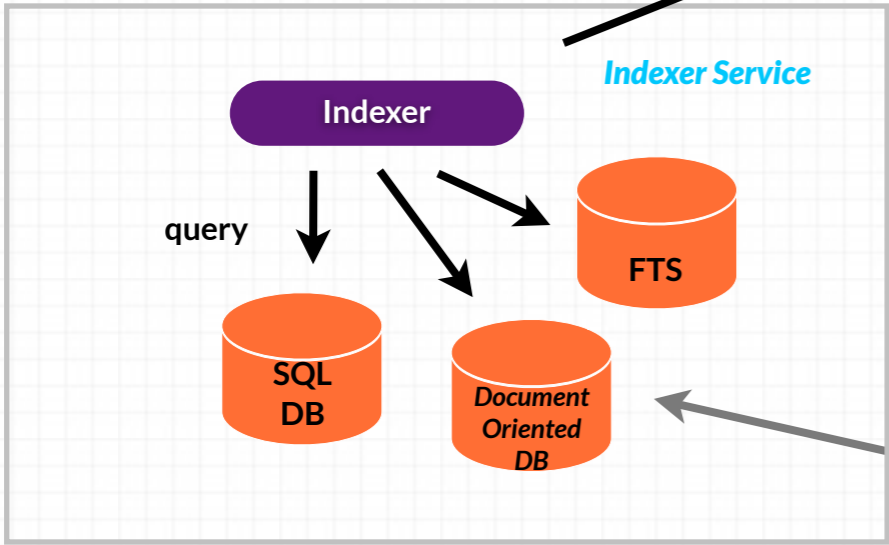 Indexer Service
Indexer
query
FTS
SQL
DB
Document
Oriented
DB